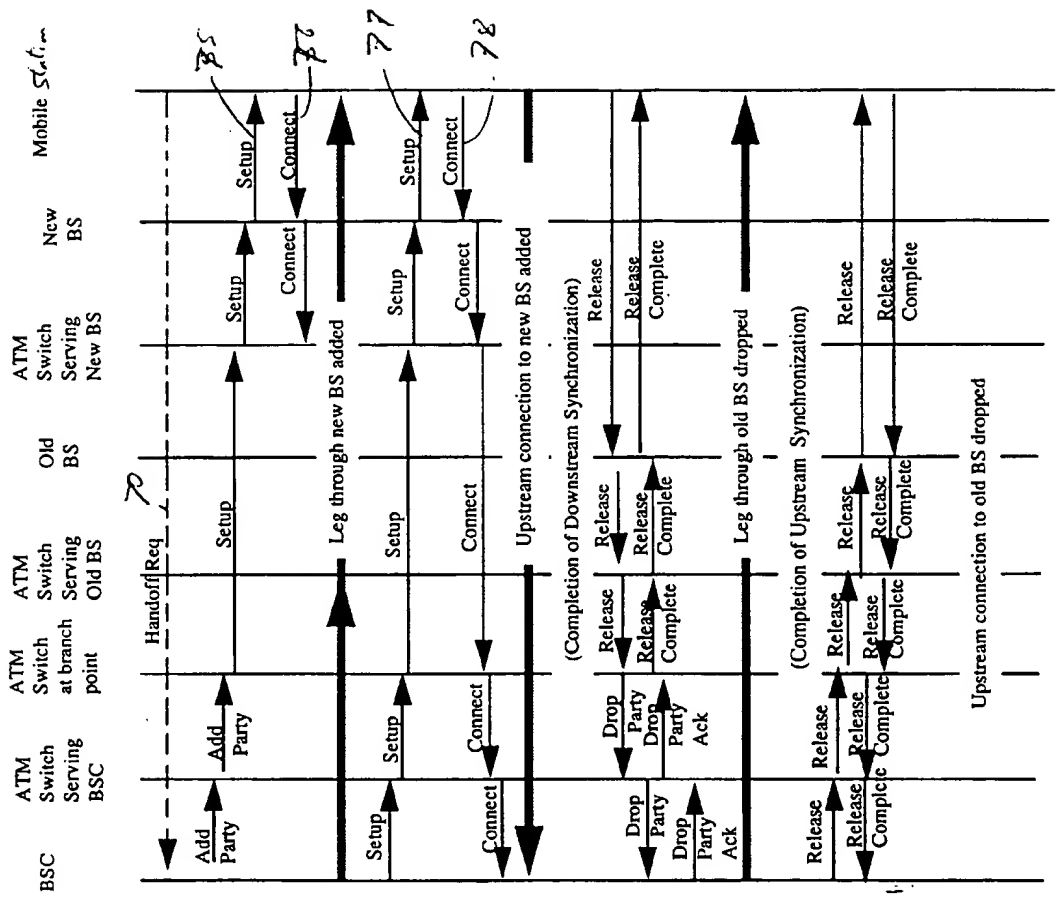 BSC
ATM
Switch
Serving
BSC
ATM
Switch
at branch
point
ATM
Switch
Serving
Old BS
Old
BS
ATM
Switch
Serving
New BS
New
BS
Mobile Station
Handoff Req
70
Add
Party
Add
Party
Setup
Setup
Setup
75
Connect
Connect
76
Leg through new BS added
Setup
Setup
Setup
Setup
Setup
77
Connect
Connect
Connect
Connect
Connect
78
Upstream connection to new BS added
(Completion of Downstream Synchronization)
Release
Release
Complete
Release
Release
Complete
Release
Release
Complete
Drop
Party
Drop
Party
Ack
Drop
Party
Drop
Party
Ack
Leg through old BS dropped
(Completion of Upstream Synchronization)
Release
Release
Complete
Release
Release
Complete
Release
Release
Complete
Release
Release
Complete
Release
Release
Complete
Upstream connection to old BS dropped